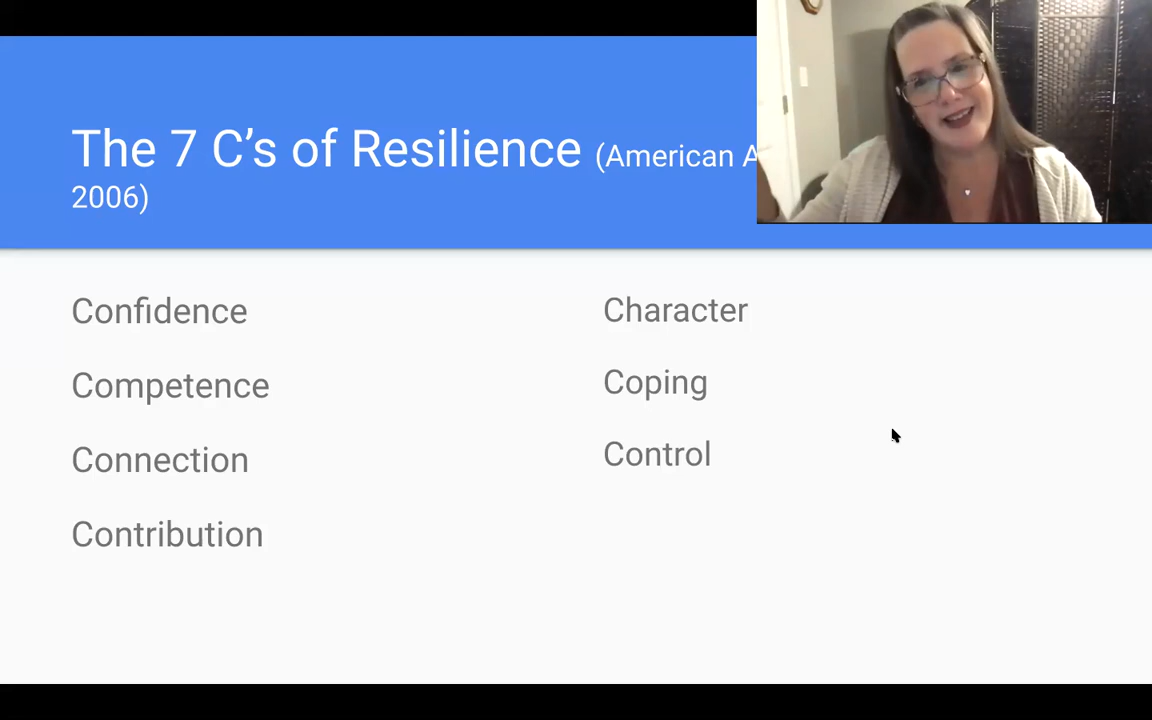 The 7 C’s of Resilience (American
2006)
Confidence
Competence
Connection
Contribution
Character
Coping
Control